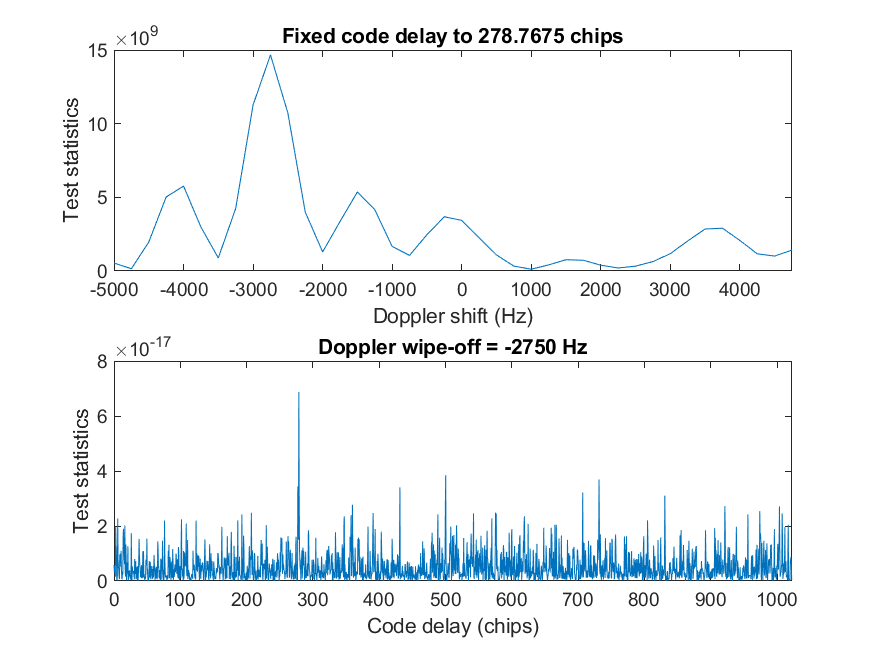 ×10^9
Fixed code delay to 278.7675 chips
Test statistics
15
10
5
0
-5000 -4000 -3000 -2000 -1000 0 1000 2000 3000 4000
Doppler shift (Hz)
×10^-17
Doppler wipe-off = -2750 Hz
Test statistics
8
6
4
2
0
0 100 200 300 400 500 600 700 800 900 1000
Code delay (chips)